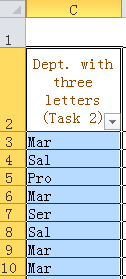 C
1
Dept. with
three
letters
(Task 2)
2
3 Mar
4 Sal
5 Pro
6 Mar
7 Ser
8 Sal
9 Mar
10 Mar